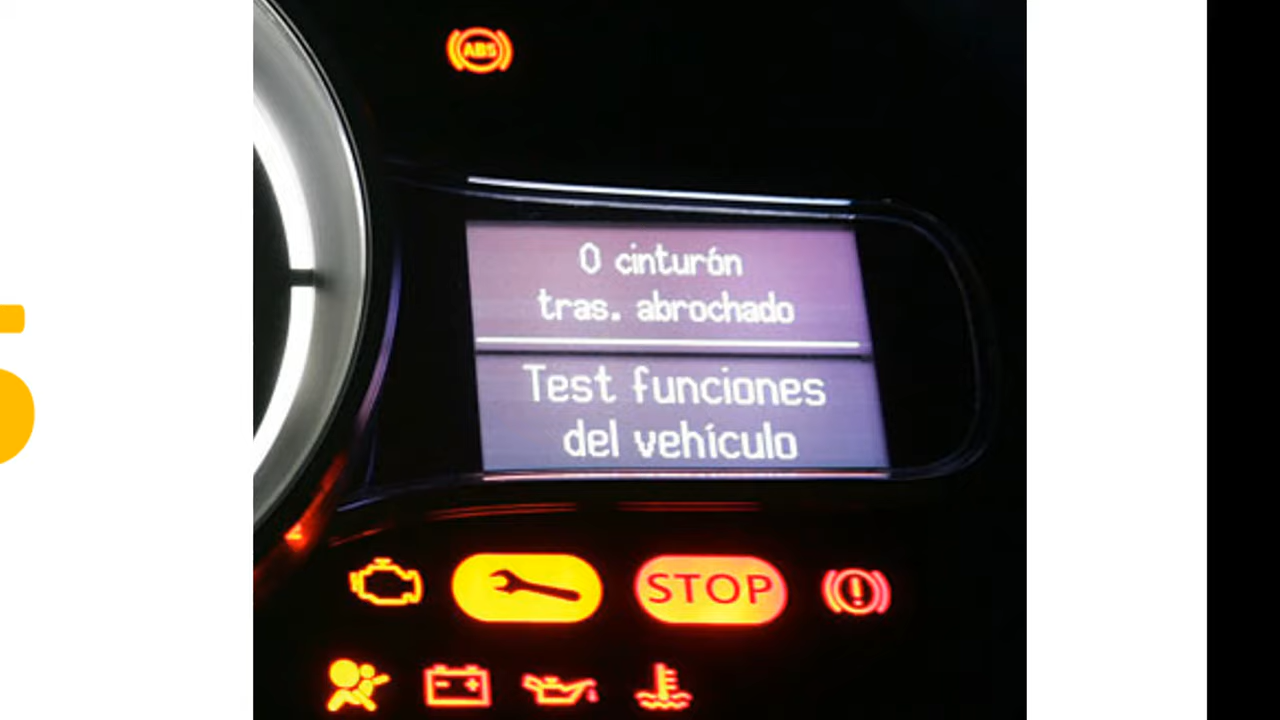 ABS
0 cinturón
tras. abrochado
Test funciones
del vehículo
STOP